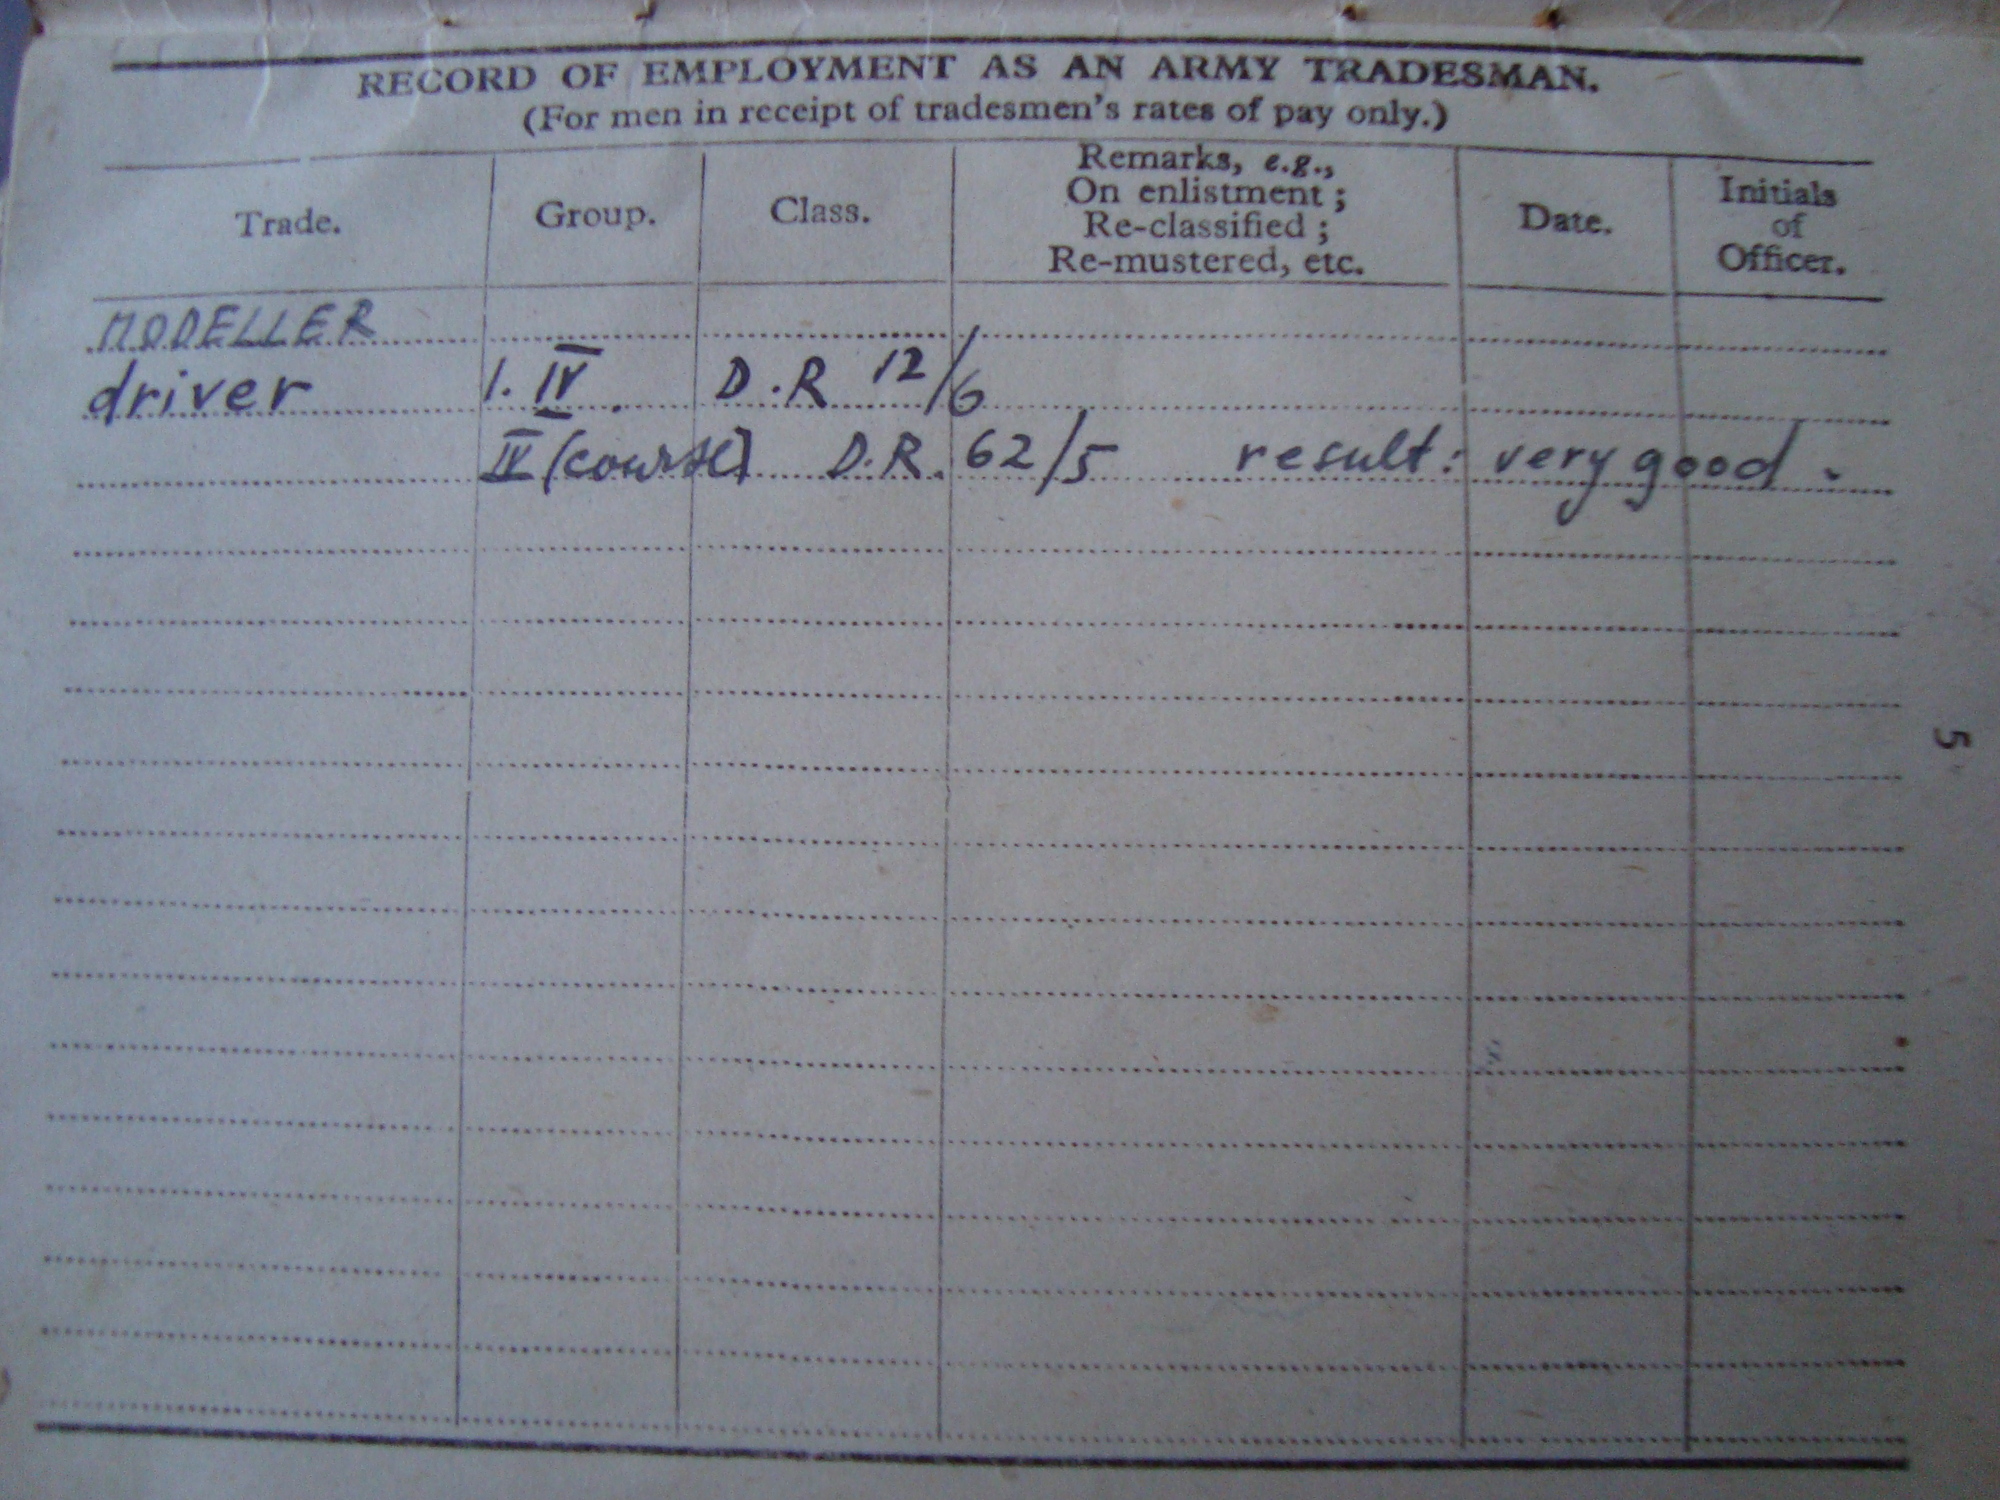 RECORD OF EMPLOYMENT AS AN ARMY TRADESMAN.
(For men in receipt of tradesmen's rates of pay only.)
Trade. Group. Class. Remarks, e.g., On enlistment; Re-classified; Re-mustered, etc. Date. Initials of Officer.
MODELLER
driver 1. IV. D.R 12/6
IV (course) D.R. 62/5 result: very good.
5